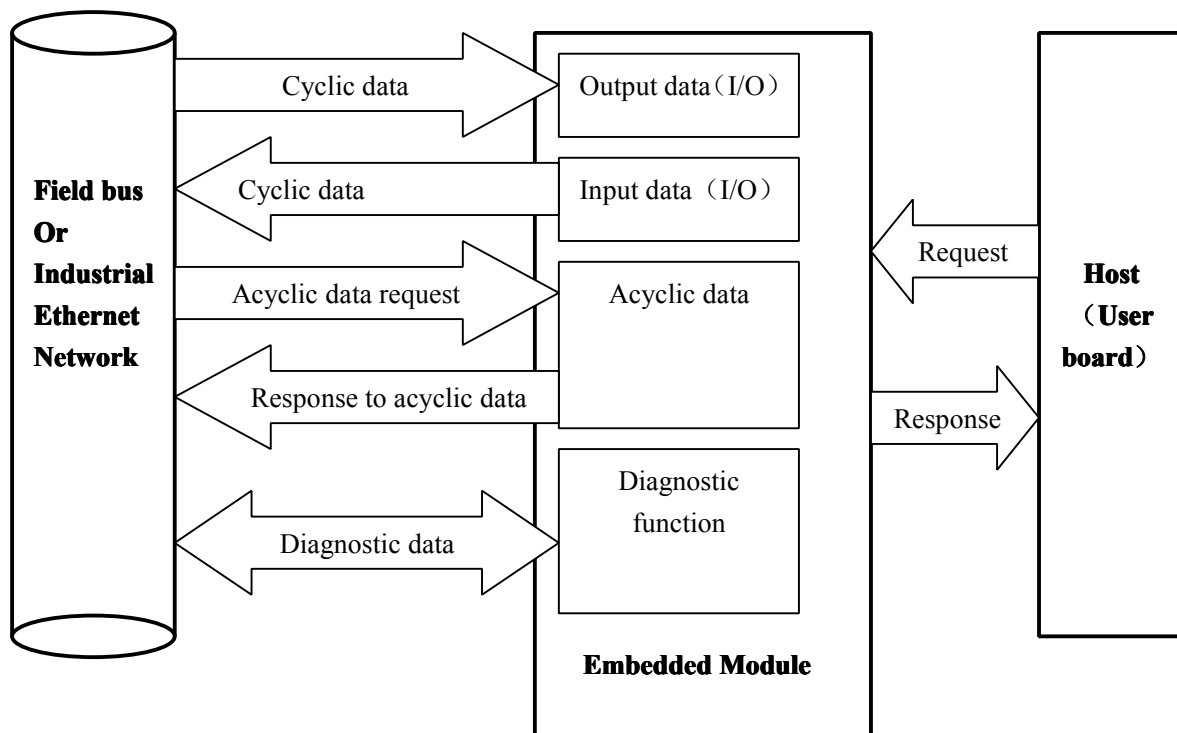 Cyclic data
Output data（I/O）
Cyclic data
Input data （I/O）
Field bus
Or
Industrial
Ethernet
Network
Acyclic data request
Acyclic data
Response to acyclic data
Diagnostic data
Diagnostic
function
Embedded Module
Request
Response
Host
（User
board）